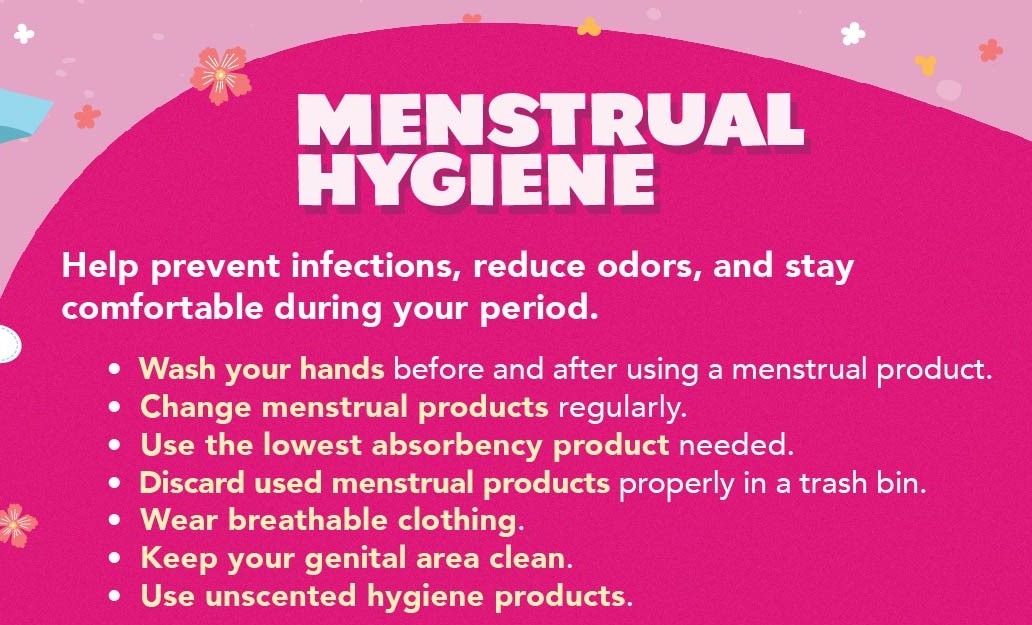 MENSTRUAL
HYGIENE
Help prevent infections, reduce odors, and stay
comfortable during your period.
• Wash your hands before and after using a menstrual product.
• Change menstrual products regularly.
• Use the lowest absorbency product needed.
• Discard used menstrual products properly in a trash bin.
• Wear breathable clothing.
• Keep your genital area clean.
• Use unscented hygiene products.